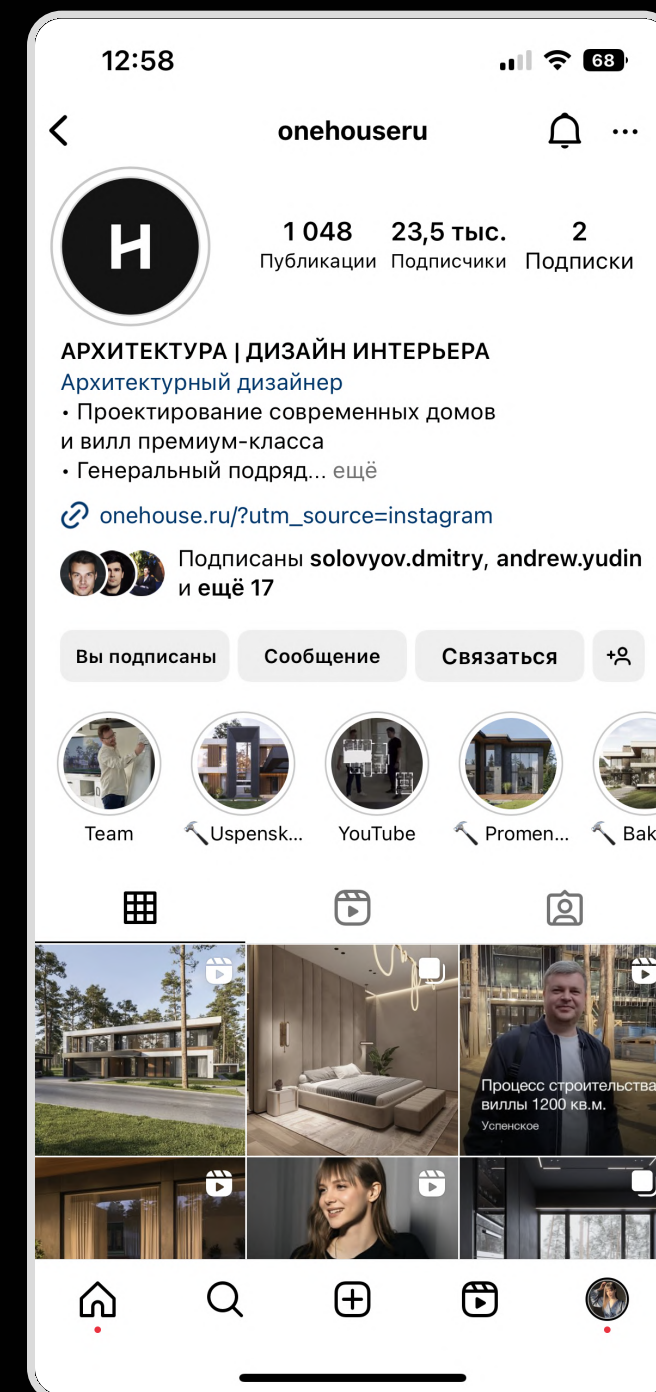 12:58
68
onehouseru
H
1 048
23,5 тыс.
2
Публикации
Подписчики
Подписки
АРХИТЕКТУРА | ДИЗАЙН ИНТЕРЬЕРА
Архитектурный дизайнер
• Проектирование современных домов
и вилл премиум-класса
• Генеральный подряд... ещё
onehouse.ru/?utm_source=instagram
Подписаны solovyov.dmitry, andrew.yudin
и ещё 17
Вы подписаны
Сообщение
Связаться
Team
Uspensk...
YouTube
Promen...
Bak
Процесс строительства
виллы 1200 кв.м.
Успенское